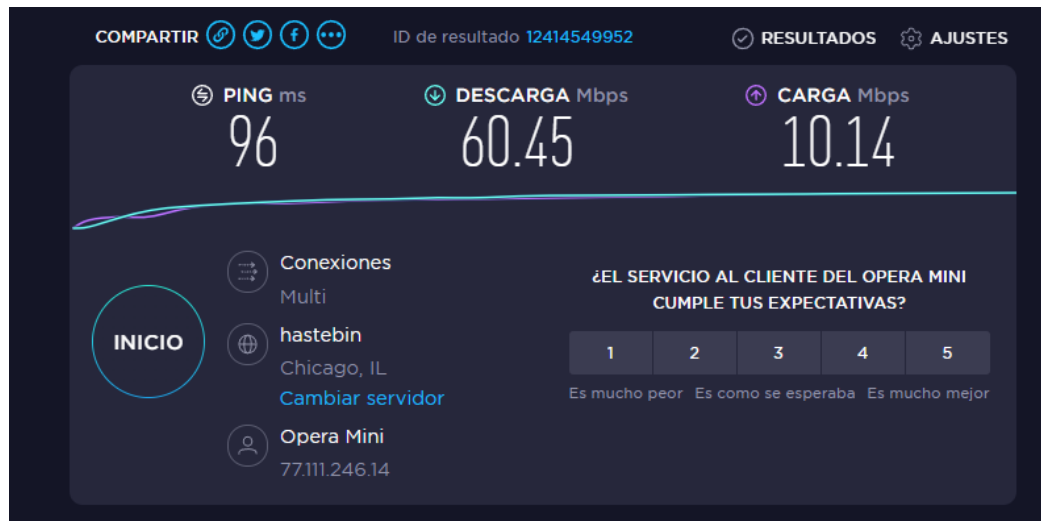 COMPARTIR
ID de resultado 12414549952
RESULTADOS
AJUSTES
PING ms
96
DESCARGA Mbps
60.45
CARGA Mbps
10.14
INICIO
Conexiones
Multi
hastebin
Chicago, IL
Cambiar servidor
Opera Mini
77.111.246.14
¿EL SERVICIO AL CLIENTE DEL OPERA MINI
CUMPLE TUS EXPECTATIVAS?
1 2 3 4 5
Es mucho peor Es como se esperaba Es mucho mejor